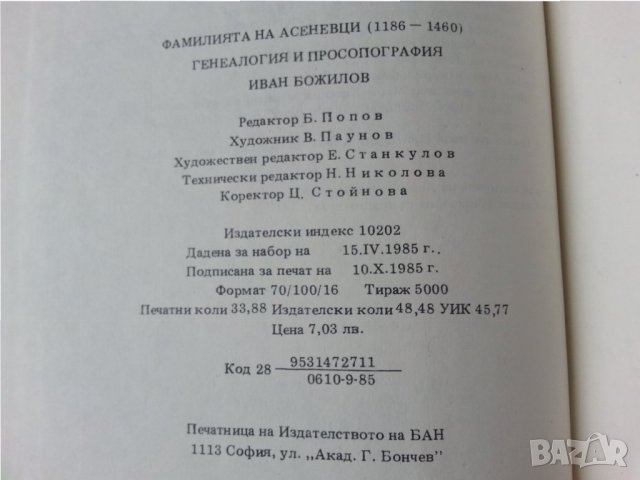 ФАМИЛИЯТА НА АСЕНЕВЦИ (1186 — 1460)
ГЕНЕАЛОГИЯ И ПРОСОПОГРАФИЯ
ИВАН БОЖИЛОВ
Редактор Б. Попов
Художник В. Паунов
Художествен редактор Е. Станкулов
Технически редактор Н. Николова
Коректор Ц. Стойнова
Издателски индекс 10202
Дадена за набор на 15.IV.1985 г.,
Подписана за печат на 10.X.1985 г.
Формат 70/100/16 Тираж 5000
Печатни коли 33,88 Издателски коли 48,48 УИК 45,77
Цена 7,03 лв.
Код 28 9531472711
0610-9-85
Печатница на Издателството на БАН
1113 София, ул. „Акад. Г. Бончев”
BAZAR